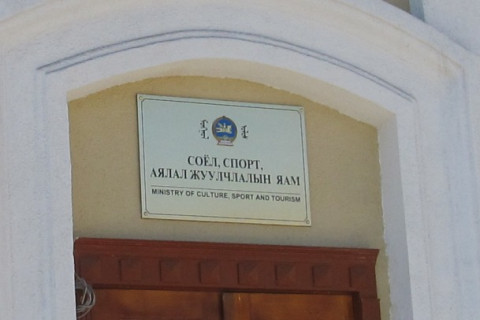 СОЁЛ, СПОРТ,
АЯЛАЛ ЖУУЛЧЛАЛЫН ЯАМ
MINISTRY OF CULTURE, SPORT AND TOURISM